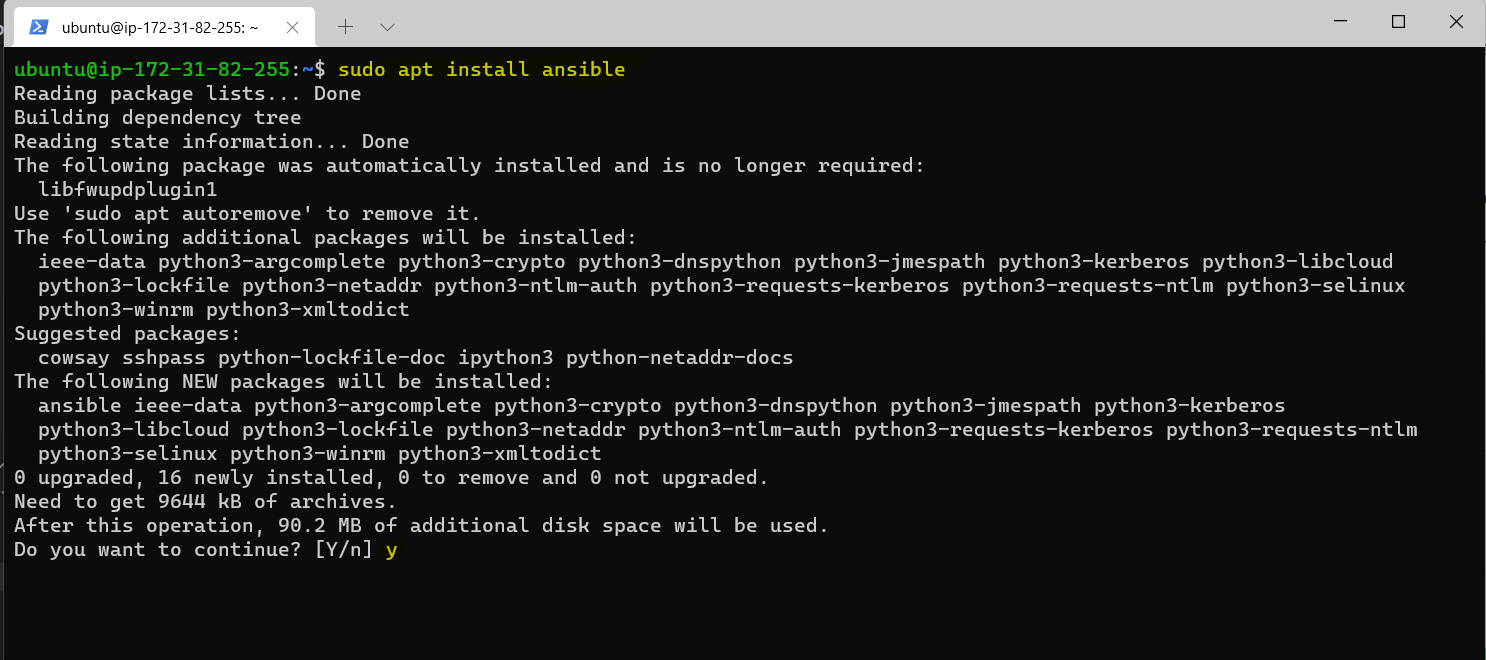 ubuntu@ip-172-31-82-255: ~
ubuntu@ip-172-31-82-255:~$ sudo apt install ansible
Reading package lists... Done
Building dependency tree
Reading state information... Done
The following package was automatically installed and is no longer required:
  libfwupdplugin1
Use 'sudo apt autoremove' to remove it.
The following additional packages will be installed:
  ieee-data python3-argcomplete python3-crypto python3-dnspython python3-jmespath python3-kerberos python3-libcloud
  python3-lockfile python3-netaddr python3-ntlm-auth python3-requests-kerberos python3-requests-ntlm python3-selinux
  python3-winrm python3-xmltodict
Suggested packages:
  cowsay sshpass python-lockfile-doc ipython3 python-netaddr-docs
The following NEW packages will be installed:
  ansible ieee-data python3-argcomplete python3-crypto python3-dnspython python3-jmespath python3-kerberos
  python3-libcloud python3-lockfile python3-netaddr python3-ntlm-auth python3-requests-kerberos python3-requests-ntlm
  python3-selinux python3-winrm python3-xmltodict
0 upgraded, 16 newly installed, 0 to remove and 0 not upgraded.
Need to get 9644 kB of archives.
After this operation, 90.2 MB of additional disk space will be used.
Do you want to continue? [Y/n] y